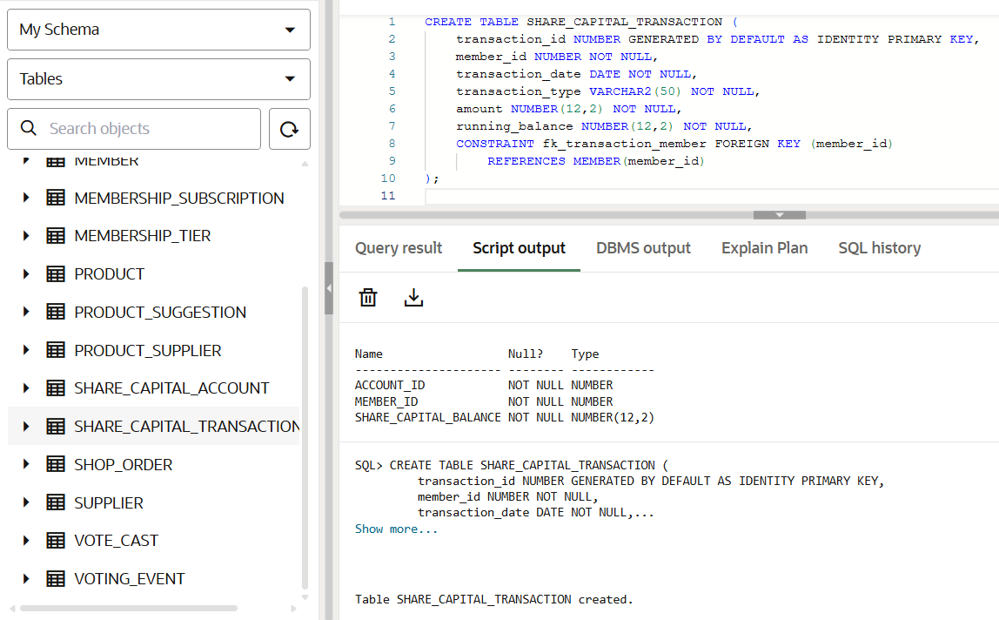 My Schema
Tables
Search objects
MEMBER
MEMBERSHIP_SUBSCRIPTION
MEMBERSHIP_TIER
PRODUCT
PRODUCT_SUGGESTION
PRODUCT_SUPPLIER
SHARE_CAPITAL_ACCOUNT
SHARE_CAPITAL_TRANSACTION
SHOP_ORDER
SUPPLIER
VOTE_CAST
VOTING_EVENT
1 CREATE TABLE SHARE_CAPITAL_TRANSACTION (
2 transaction_id NUMBER GENERATED BY DEFAULT AS IDENTITY PRIMARY KEY,
3 member_id NUMBER NOT NULL,
4 transaction_date DATE NOT NULL,
5 transaction_type VARCHAR2(50) NOT NULL,
6 amount NUMBER(12,2) NOT NULL,
7 running_balance NUMBER(12,2) NOT NULL,
8 CONSTRAINT fk_transaction_member FOREIGN KEY (member_id)
9 REFERENCES MEMBER(member_id)
10 );
11
Query result Script output DBMS output Explain Plan SQL history
Name Null? Type
--------------------- -------- ------------
ACCOUNT_ID NOT NULL NUMBER
MEMBER_ID NOT NULL NUMBER
SHARE_CAPITAL_BALANCE NOT NULL NUMBER(12,2)
SQL> CREATE TABLE SHARE_CAPITAL_TRANSACTION (
transaction_id NUMBER GENERATED BY DEFAULT AS IDENTITY PRIMARY KEY,
member_id NUMBER NOT NULL,
transaction_date DATE NOT NULL,...
Show more...
Table SHARE_CAPITAL_TRANSACTION created.